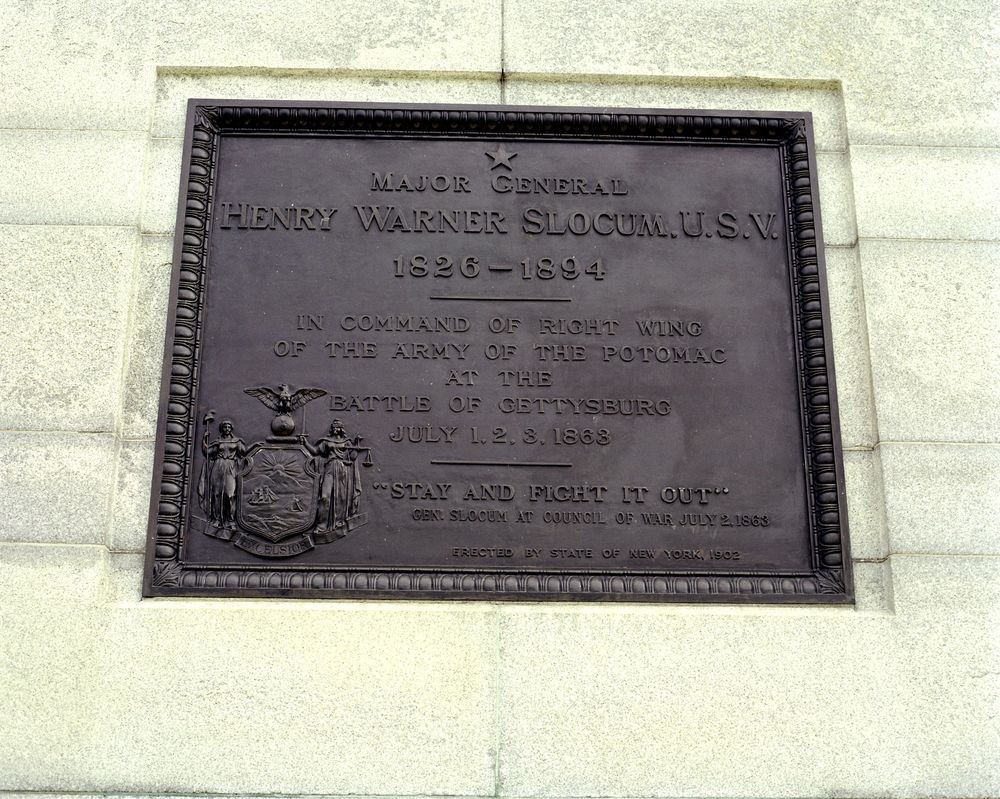 MAJOR GENERAL
HENRY WARNER SLOCUM, U.S.V.
1826—1894
IN COMMAND OF RIGHT WING
OF THE ARMY OF THE POTOMAC
AT THE
BATTLE OF GETTYSBURG
JULY 1, 2, 3, 1863
"STAY AND FIGHT IT OUT"
GEN. SLOCUM AT COUNCIL OF WAR JULY 2, 1863
EXCELSIOR
ERECTED BY STATE OF NEW YORK, 1902